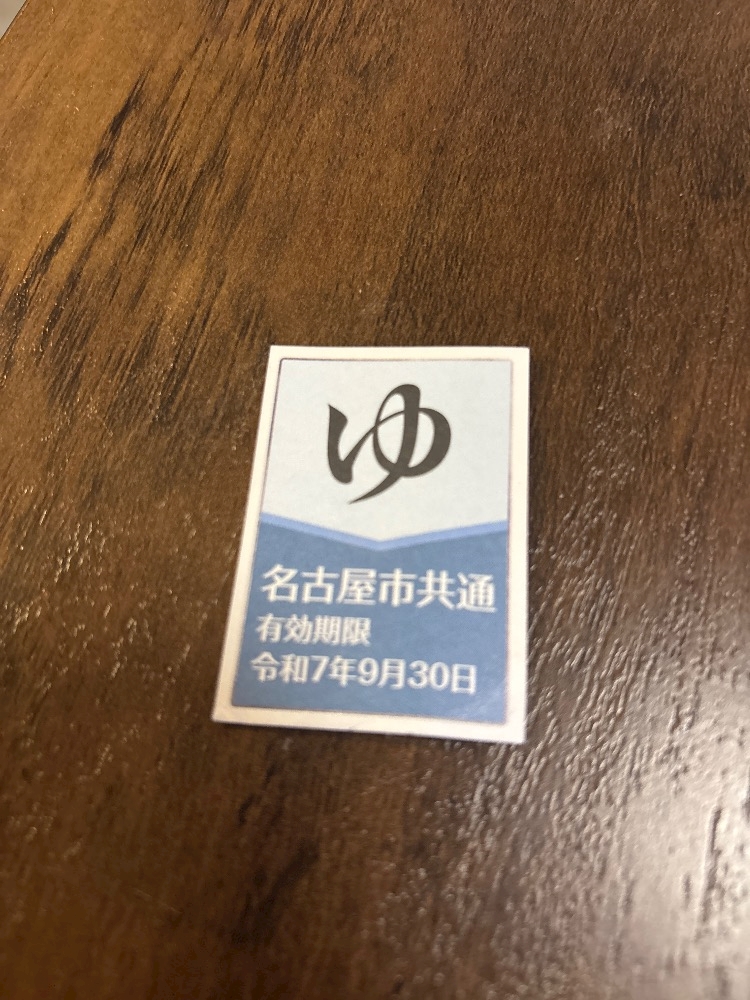 ゆ
名古屋市共通
有効期限
令和7年9月30日